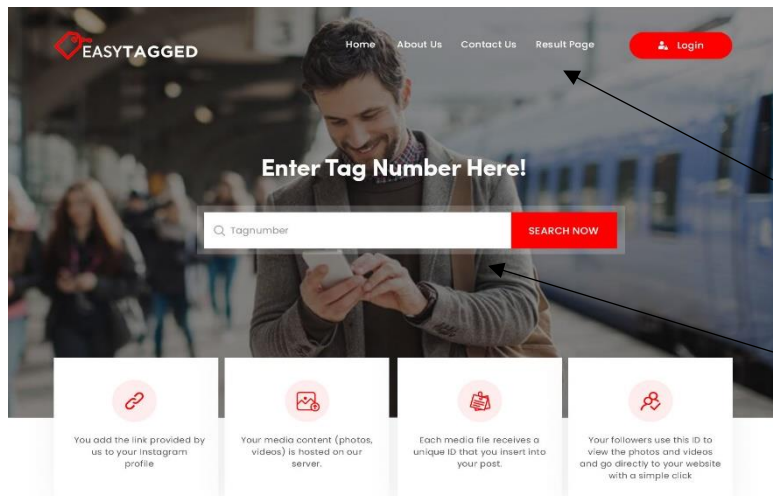 EASYTAGGED
Home About Us Contact Us Result Page Login
Enter Tag Number Here!
Tagnumber SEARCH NOW
You add the link provided by
us to your Instagram
profile
Your media content (photos,
videos) is hosted on our
server.
Each media file receives a
unique ID that you insert into
your post.
Your followers use this ID to
view the photos and videos
and go directly to your website
with a simple click